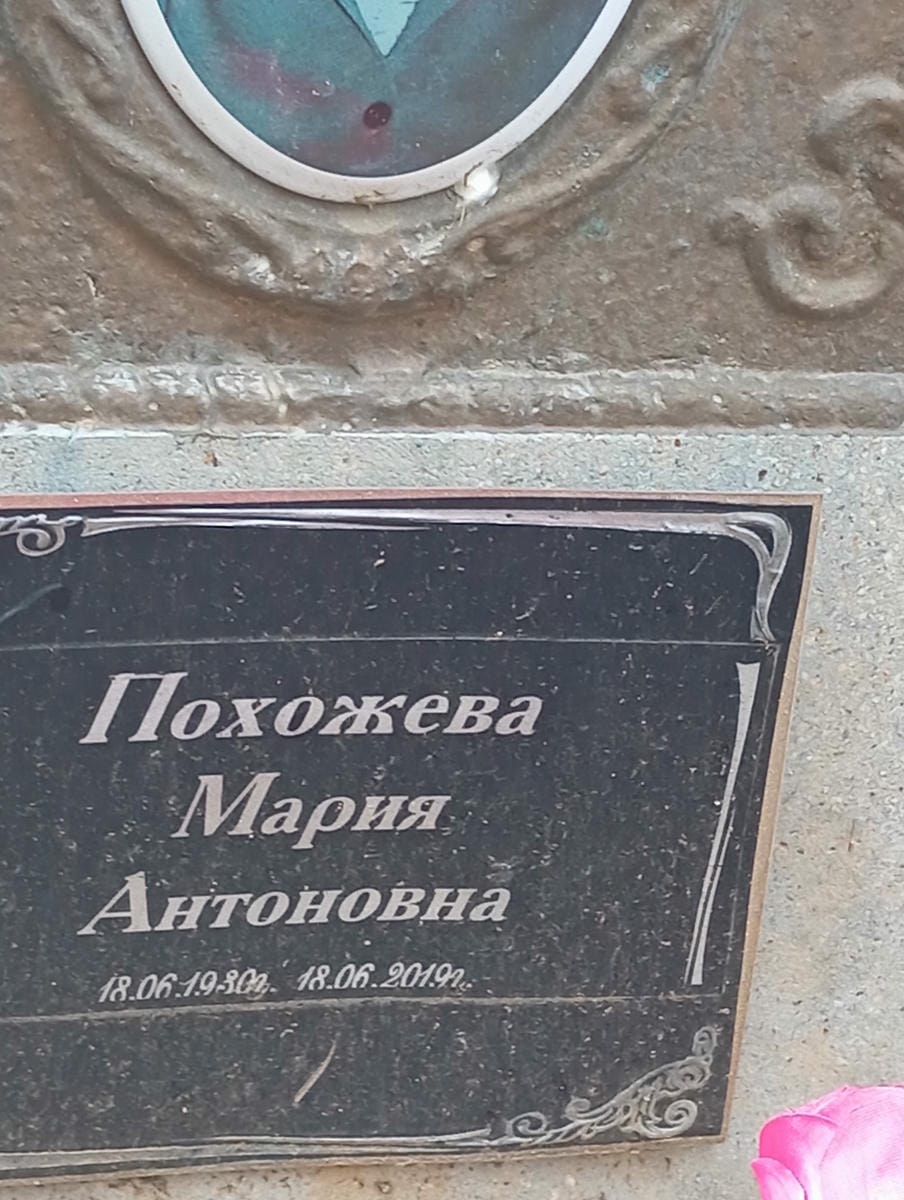 Похожева
Мария
Антоновна
18.06.1930г. 18.06.2019г.